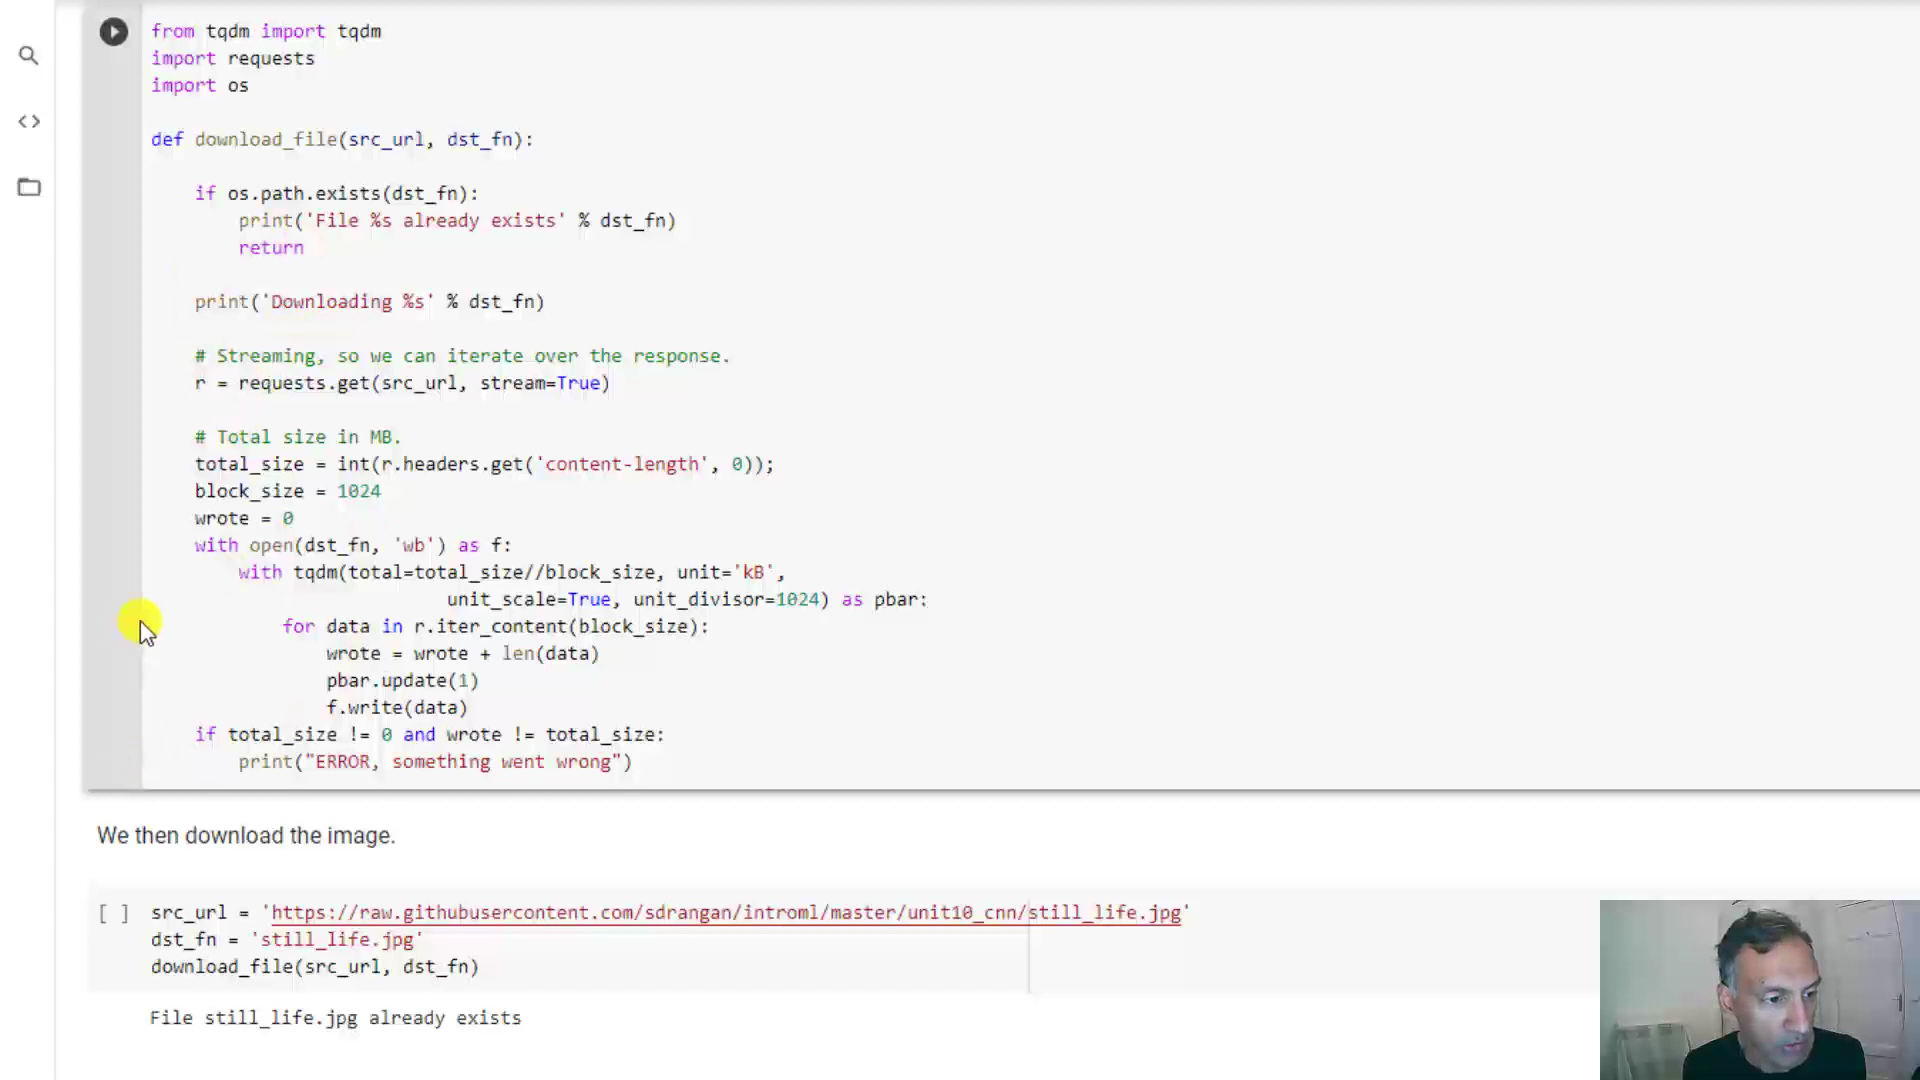 from tqdm import tqdm
import requests
import os
def download_file(src_url, dst_fn):
if os.path.exists(dst_fn):
print('File %s already exists' % dst_fn)
return
print('Downloading %s' % dst_fn)
# Streaming, so we can iterate over the response.
r = requests.get(src_url, stream=True)
# Total size in MB.
total_size = int(r.headers.get('content-length', 0));
block_size = 1024
wrote = 0
with open(dst_fn, 'wb') as f:
with tqdm(total=total_size//block_size, unit='kB',
unit_scale=True, unit_divisor=1024) as pbar:
for data in r.iter_content(block_size):
wrote = wrote + len(data)
pbar.update(1)
f.write(data)
if total_size != 0 and wrote != total_size:
print("ERROR, something went wrong")
We then download the image.
[ ] src_url = 'https://raw.githubusercontent.com/sdrangan/introml/master/unit10_cnn/still_life.jpg'
dst_fn = 'still_life.jpg'
download_file(src_url, dst_fn)
File still_life.jpg already exists